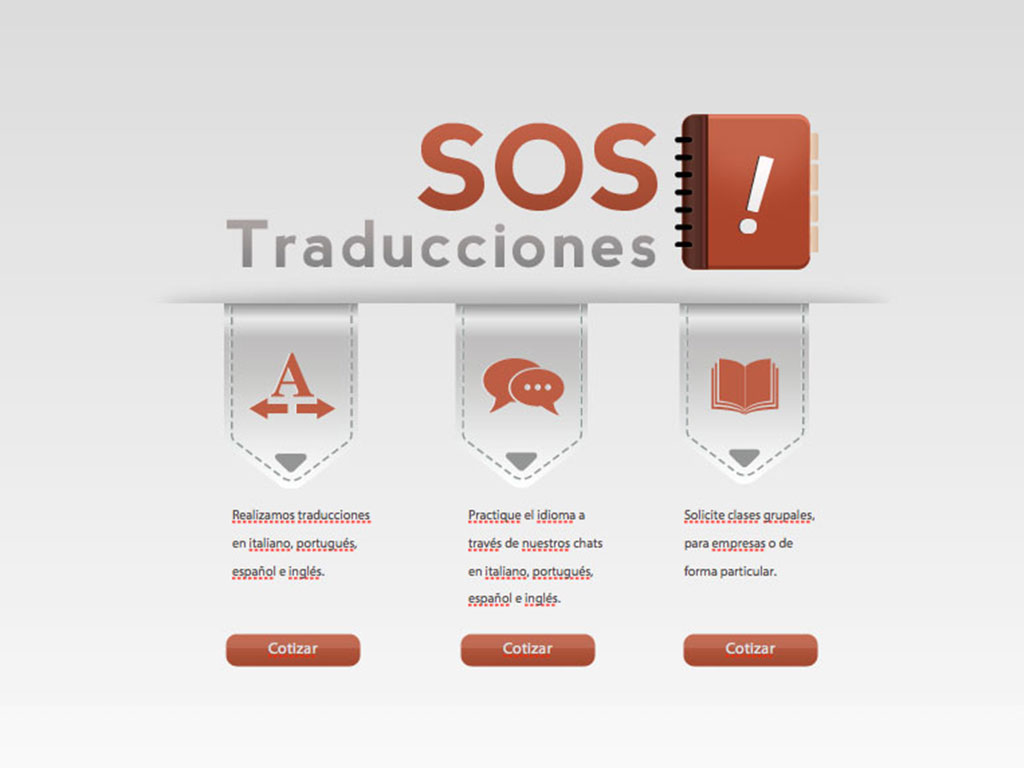 SOS
Traducciones
!
A
Realizamos traducciones
en italiano, portugués,
español e inglés.
Practique el idioma a
través de nuestros chats
en italiano, portugués,
español e inglés.
Solicite clases grupales,
para empresas o de
forma particular.
Cotizar
Cotizar
Cotizar